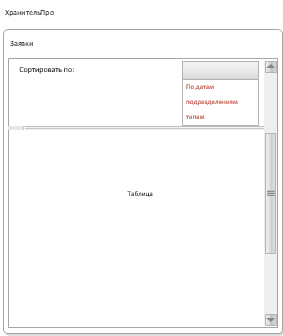 ХранительПро
Заявки
Сортировать по:
По датам
подразделениям
типам
Таблица